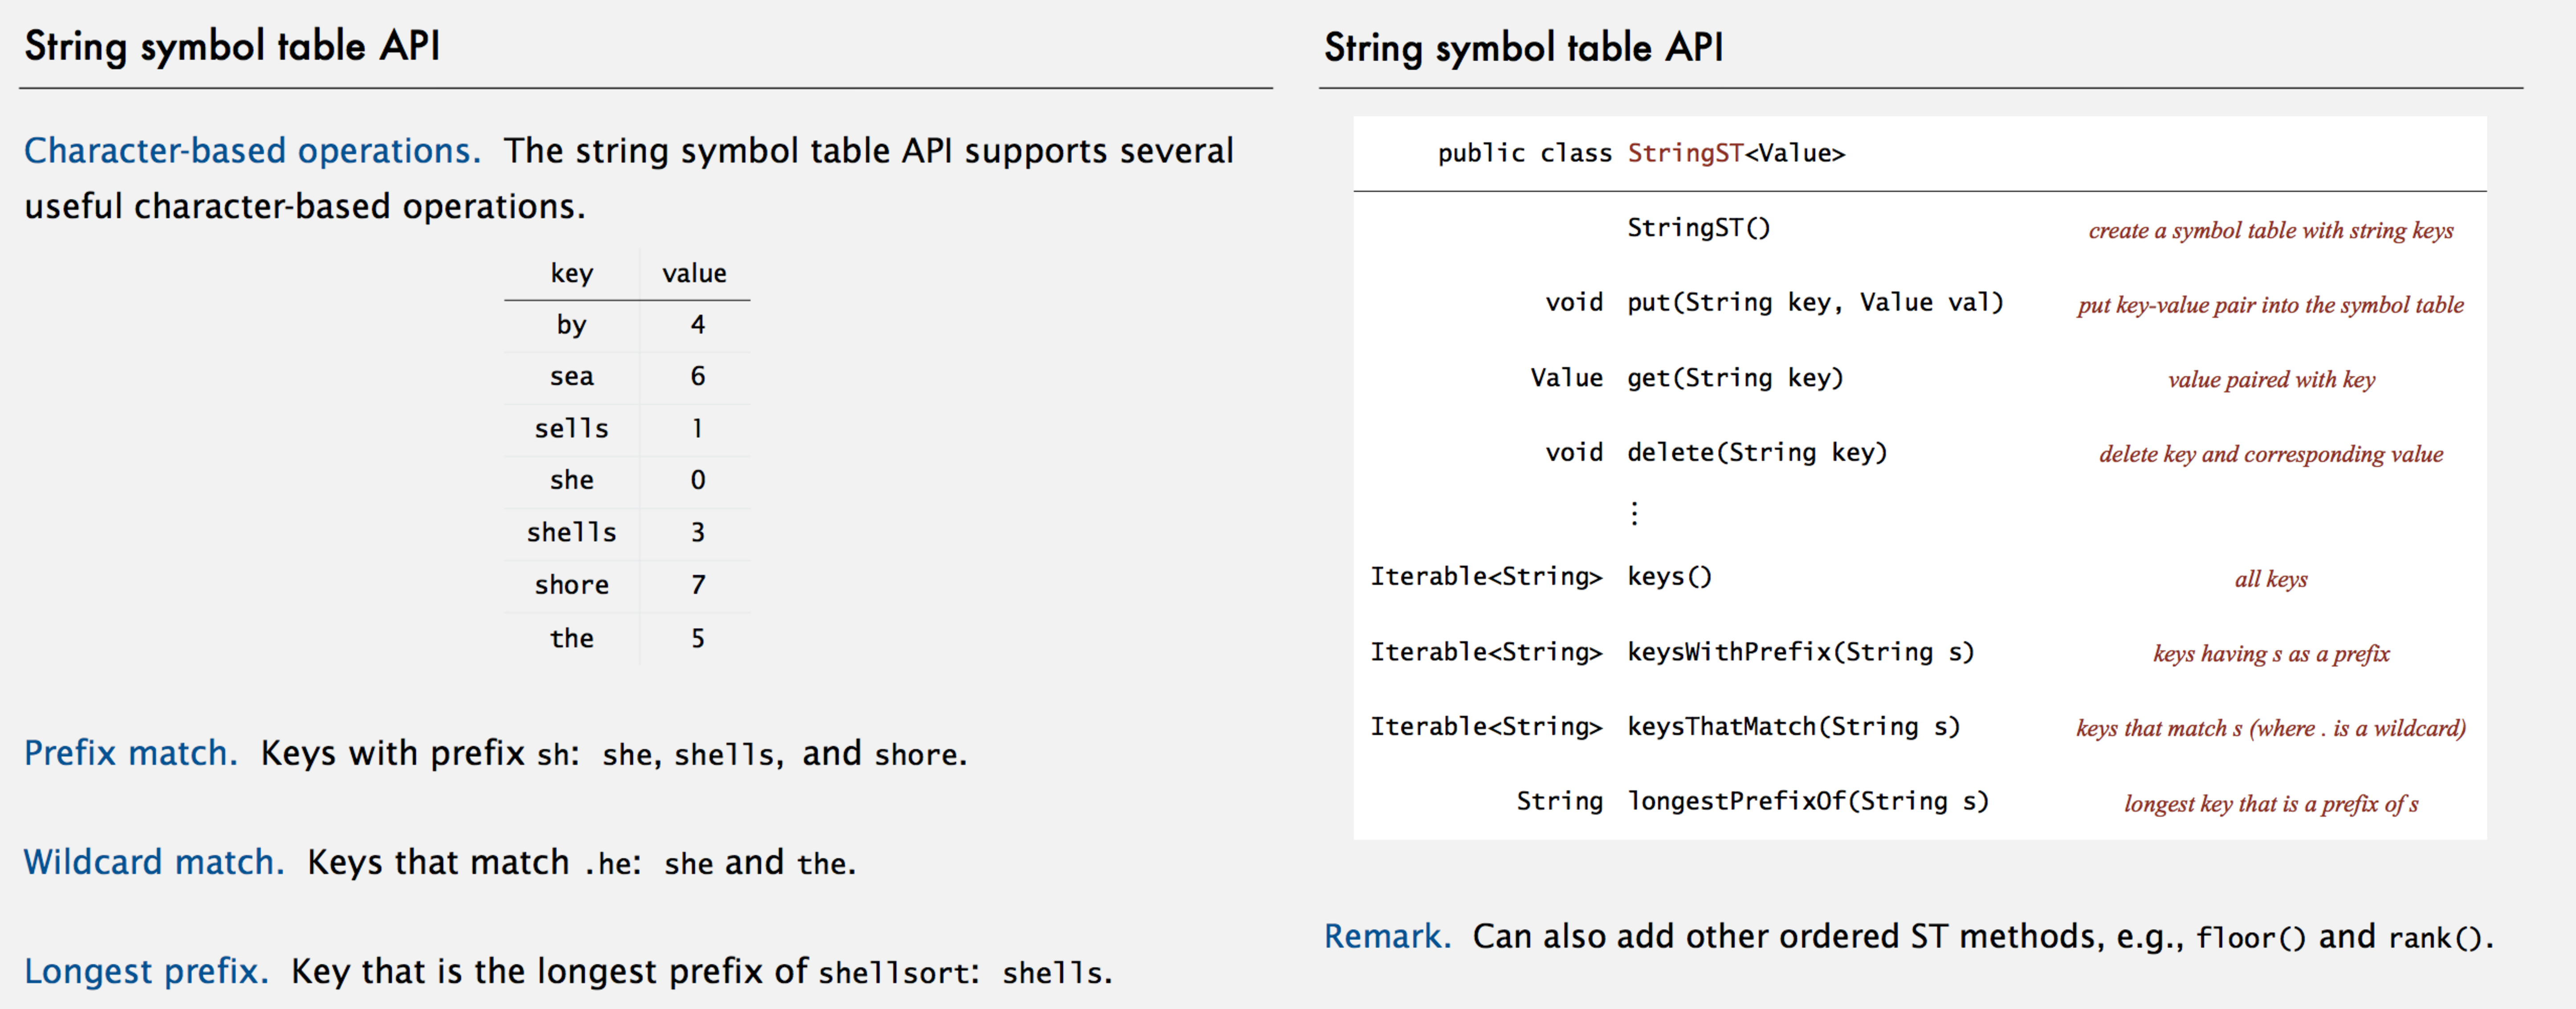 String symbol table API
Character-based operations. The string symbol table API supports several
useful character-based operations.
key value
by 4
sea 6
sells 1
she 0
shells 3
shore 7
the 5
Prefix match. Keys with prefix sh: she, shells, and shore.
Wildcard match. Keys that match .he: she and the.
Longest prefix. Key that is the longest prefix of shellsort: shells.
String symbol table API
public class StringST<Value>
StringST() create a symbol table with string keys
void put(String key, Value val) put key-value pair into the symbol table
Value get(String key) value paired with key
void delete(String key) delete key and corresponding value
⋮
Iterable<String> keys() all keys
Iterable<String> keysWithPrefix(String s) keys having s as a prefix
Iterable<String> keysThatMatch(String s) keys that match s (where . is a wildcard)
String longestPrefixOf(String s) longest key that is a prefix of s
Remark. Can also add other ordered ST methods, e.g., floor() and rank().